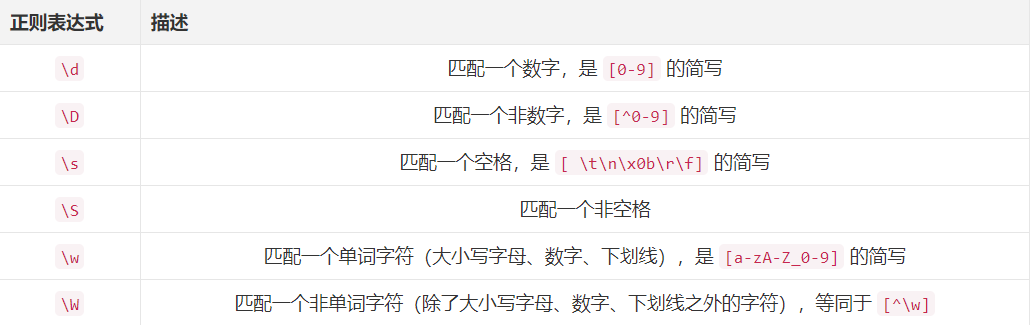 正则表达式 描述
\d 匹配一个数字，是 [0-9] 的简写
\D 匹配一个非数字，是 [^0-9] 的简写
\s 匹配一个空格，是 [ \t\n\x0b\r\f] 的简写
\S 匹配一个非空格
\w 匹配一个单词字符（大小写字母、数字、下划线），是 [a-zA-Z_0-9] 的简写
\W 匹配一个非单词字符（除了大小写字母、数字、下划线之外的字符），等同于 [^\w]